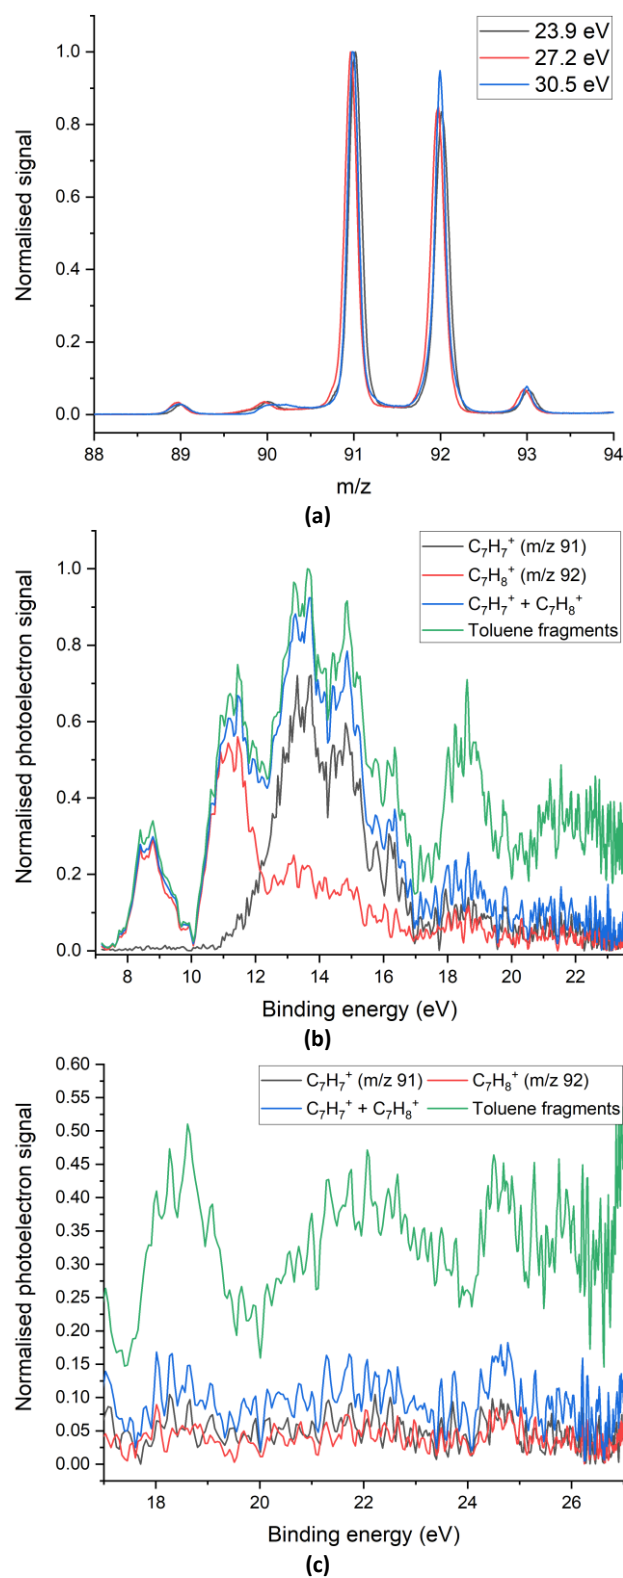 23.9 eV
27.2 eV
30.5 eV
1.0
0.8
0.6
0.4
0.2
0.0
Normalised signal
88 89 90 91 92 93 94
m/z
(a)
C₇H₇⁺ (m/z 91)
C₇H₈⁺ (m/z 92)
C₇H₇⁺ + C₇H₈⁺
Toluene fragments
1.0
0.8
0.6
0.4
0.2
0.0
Normalised photoelectron signal
8 10 12 14 16 18 20 22
Binding energy (eV)
(b)
C₇H₇⁺ (m/z 91) C₇H₈⁺ (m/z 92)
C₇H₇⁺ + C₇H₈⁺ Toluene fragments
0.60
0.55
0.50
0.45
0.40
0.35
0.30
0.25
0.20
0.15
0.10
0.05
0.00
Normalised photoelectron signal
18 20 22 24 26
Binding energy (eV)
(c)